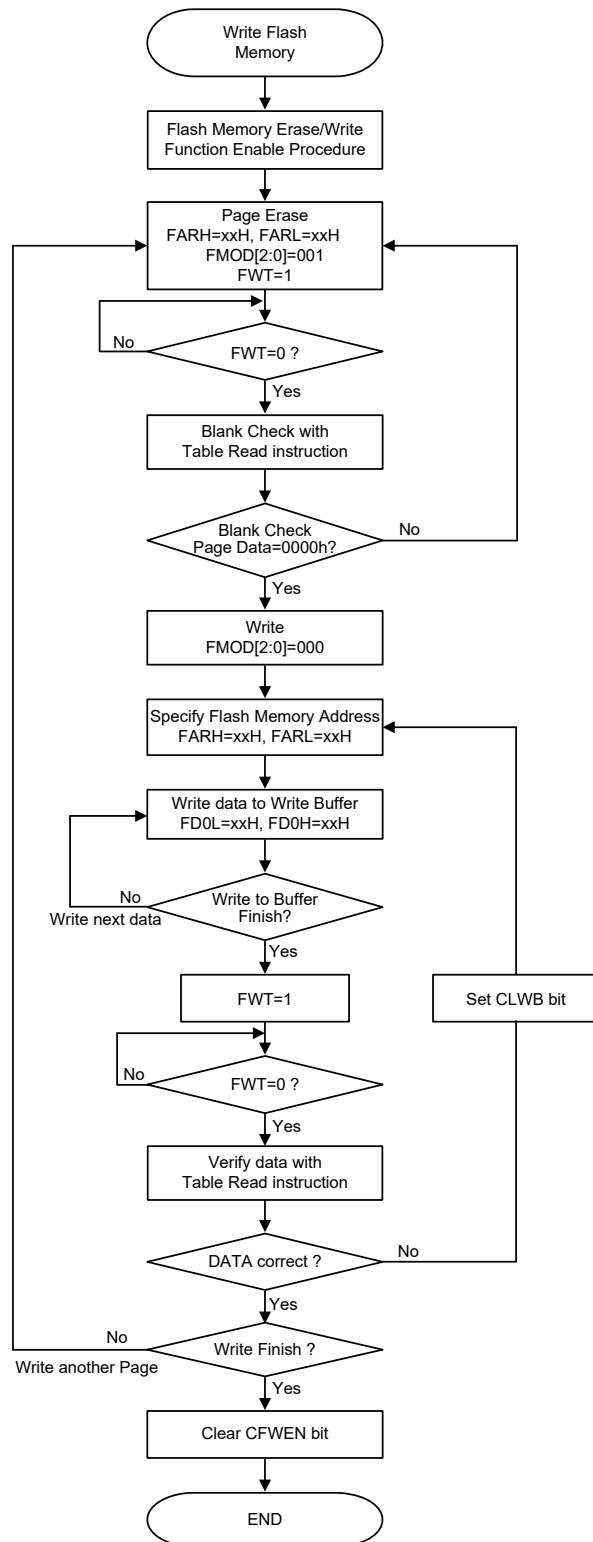 Write Flash
Memory
Flash Memory Erase/Write
Function Enable Procedure
Page Erase
FARH=xxH, FARL=xxH
FMOD[2:0]=001
FWT=1
No
FWT=0 ?
Yes
Blank Check with
Table Read instruction
Blank Check
Page Data=0000h?
No
Yes
Write
FMOD[2:0]=000
Specify Flash Memory Address
FARH=xxH, FARL=xxH
Write data to Write Buffer
FD0L=xxH, FD0H=xxH
No
Write next data
Write to Buffer
Finish?
Yes
FWT=1
Set CLWB bit
No
FWT=0 ?
Yes
Verify data with
Table Read instruction
DATA correct ?
No
Yes
No
Write another Page
Write Finish ?
Yes
Clear CFWEN bit
END